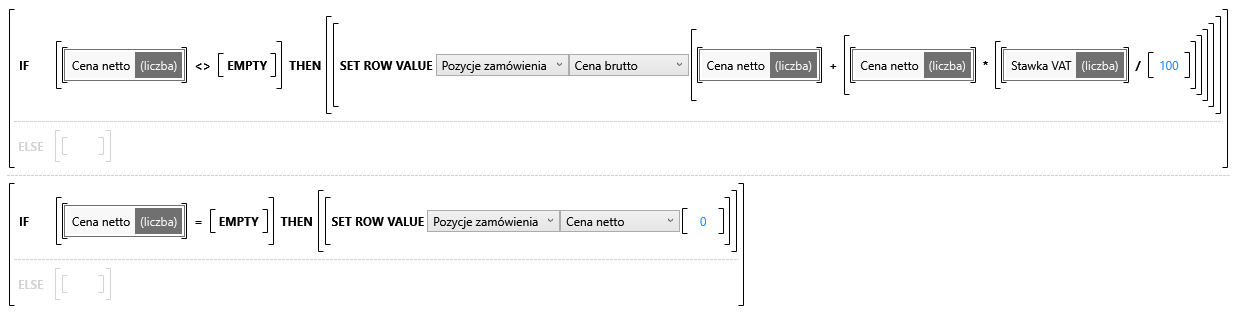 IF Cena netto (liczba) <> EMPTY THEN SET ROW VALUE Pozycje zamówienia Cena brutto Cena netto (liczba) + Cena netto (liczba) * Stawka VAT (liczba) / 100
ELSE
IF Cena netto (liczba) = EMPTY THEN SET ROW VALUE Pozycje zamówienia Cena netto 0
ELSE